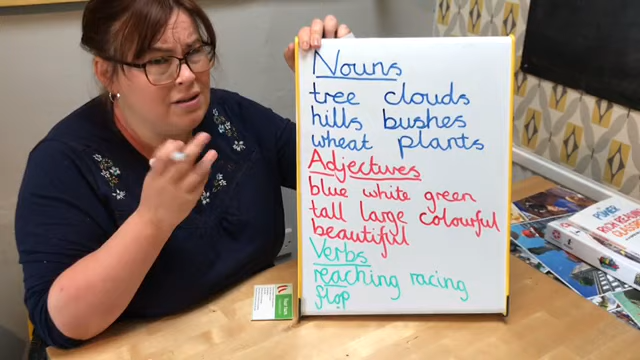 Nouns
tree clouds
hills bushes
wheat plants
Adjectives
blue white green
tall large colourful
beautiful
Verbs
reaching racing
flop